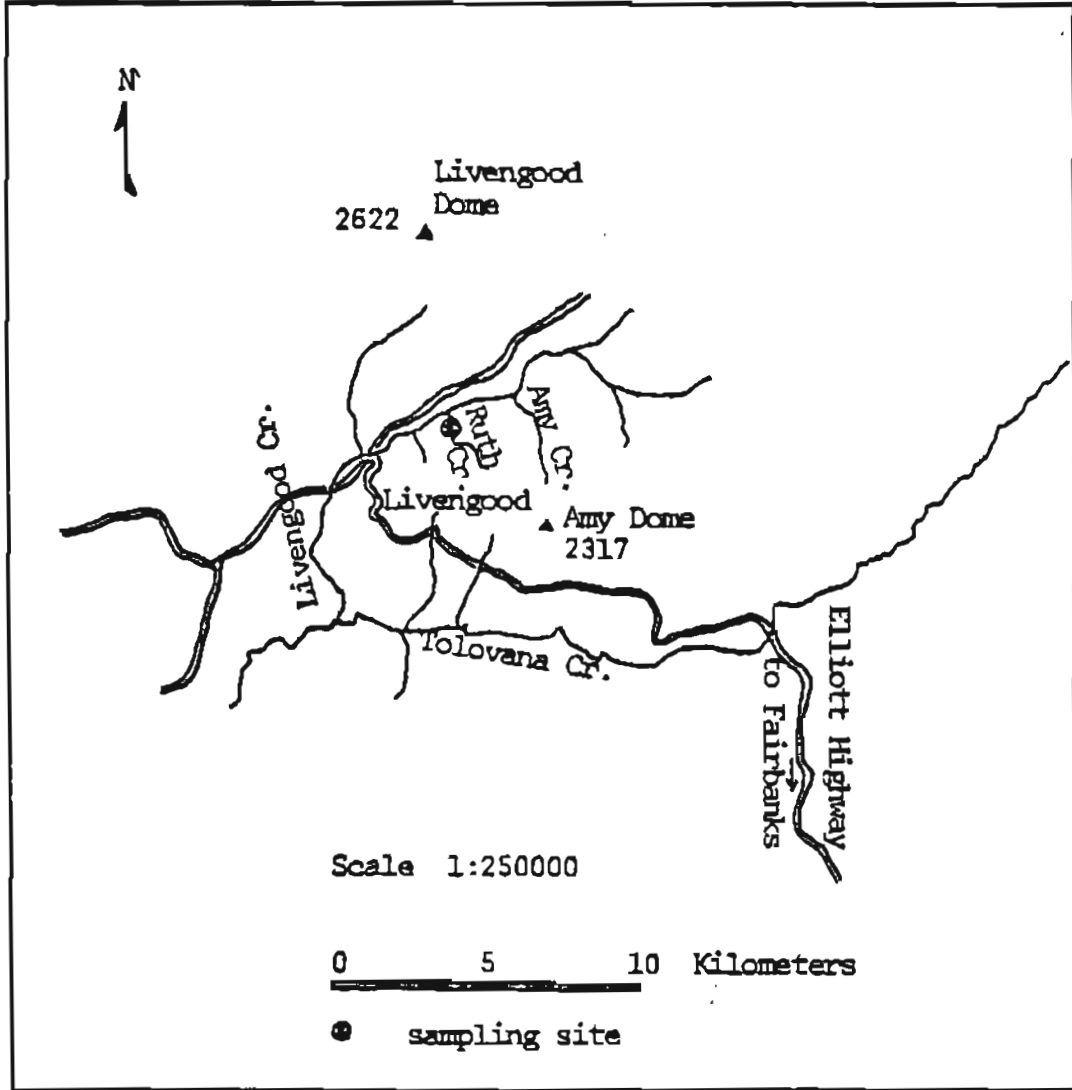 N
Livengood
Dome
2622
Amy Cr.
Ruth
Cr.
Livengood Cr.
Livengood
Amy Dome
2317
Tolovana Cr.
Elliott Highway
to Fairbanks
Scale 1:250000
0 5 10 Kilometers
sampling site